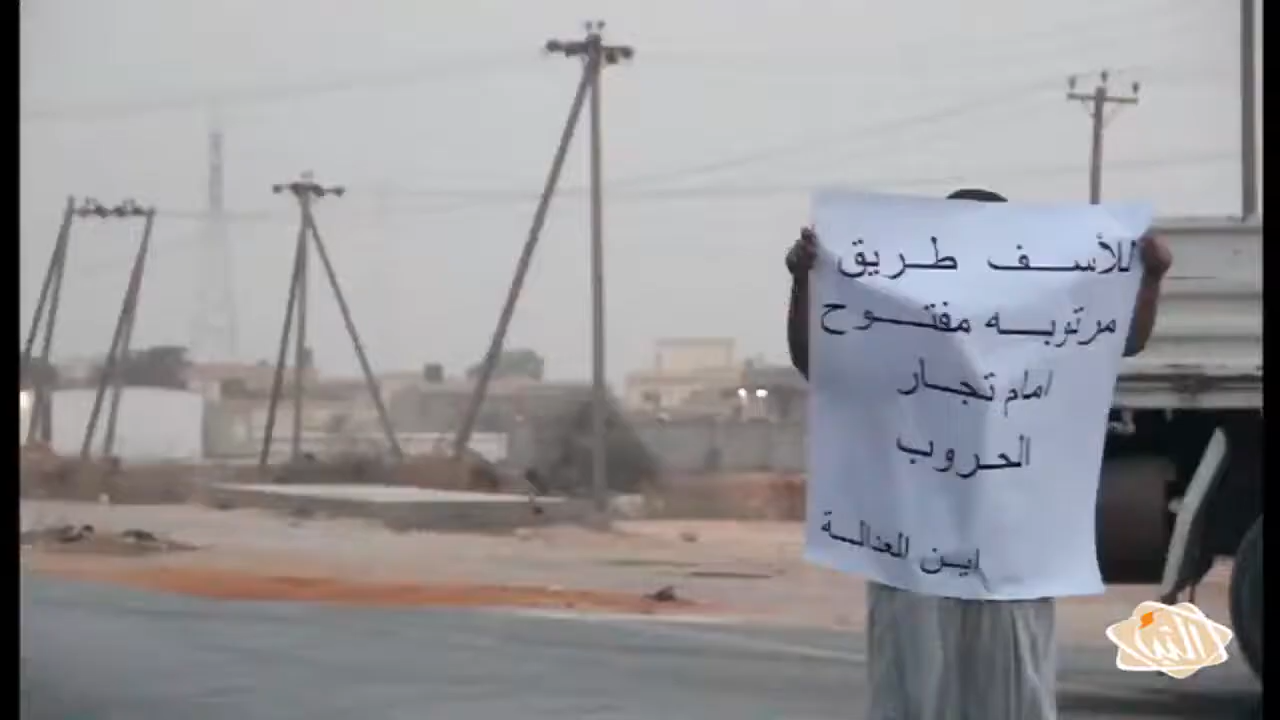 للأسف طريق
مرتوبه مفتوح
امام تجار
الحروب
اين العدالة